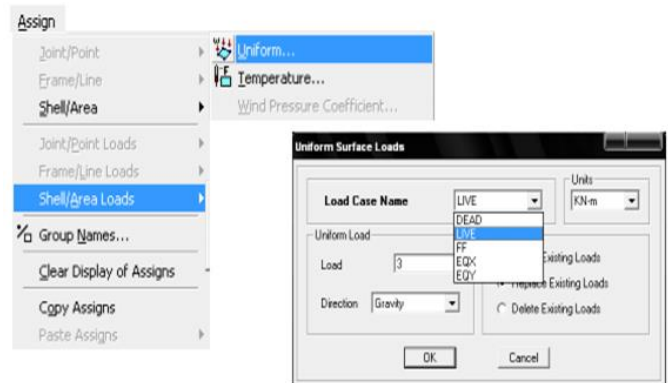 Assign
Joint/Point
Frame/Line
Shell/Area
Joint/Point Loads
Frame/Line Loads
Shell/Area Loads
Group Names...
Clear Display of Assigns
Copy Assigns
Paste Assigns
Uniform...
Temperature...
Wind Pressure Coefficient...
Uniform Surface Loads
Load Case Name
LIVE
Units
KN-m
DEAD
LIVE
FF
EQX
EQY
Uniform Load
Load 3
Direction Gravity
Existing Loads
Replace Existing Loads
Delete Existing Loads
OK Cancel